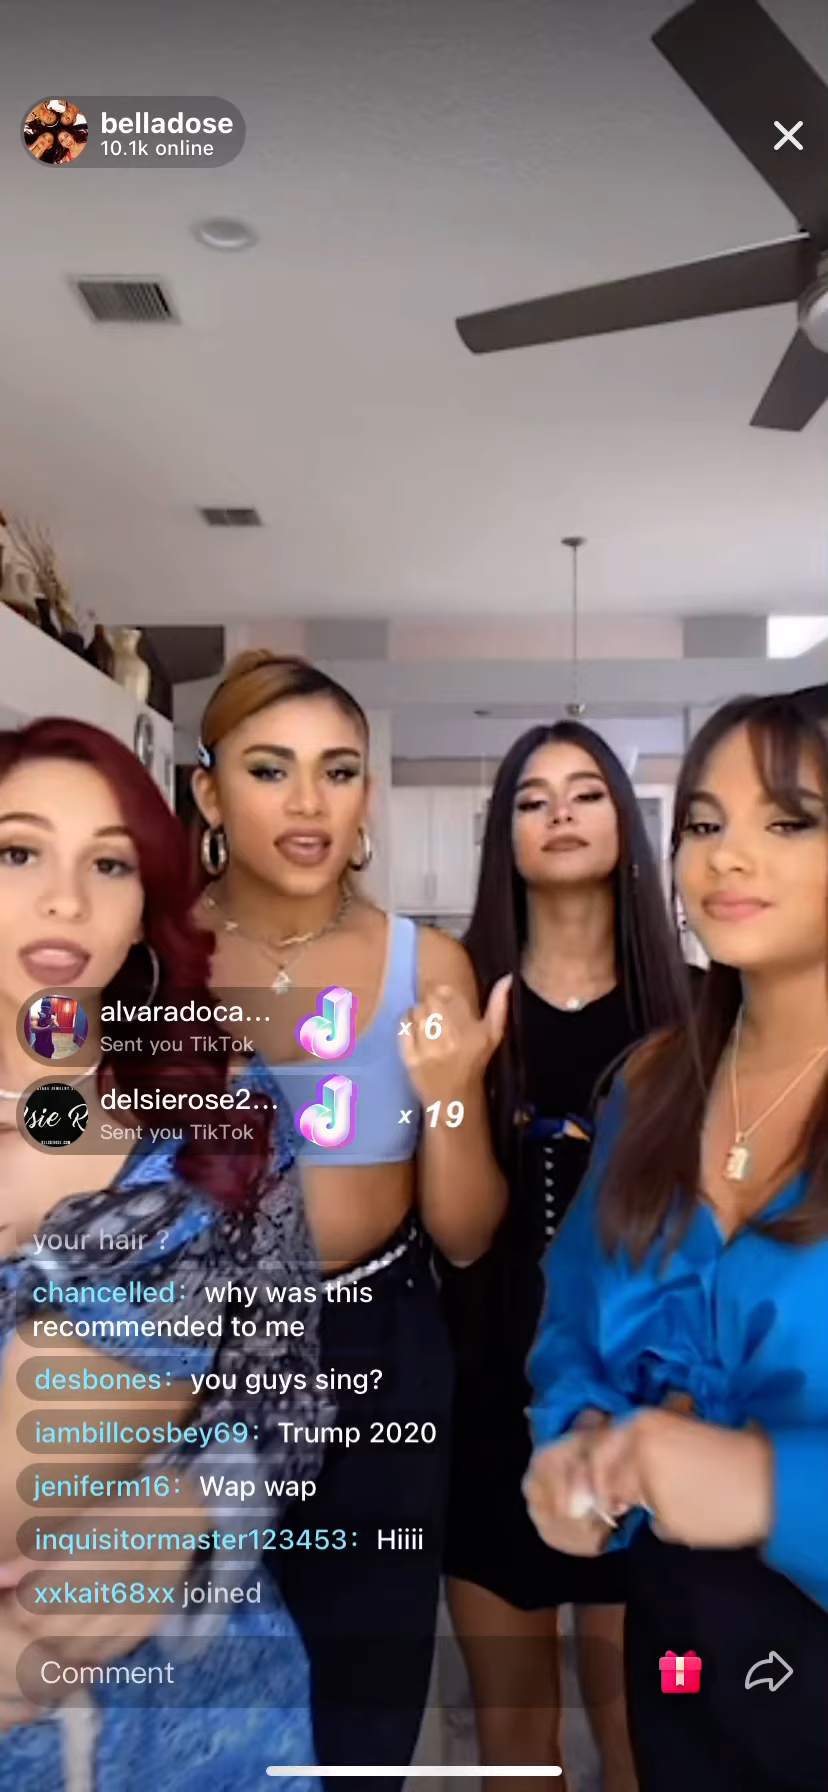 belladose
10.1k online
alvaradoca...
Sent you TikTok
x 6
delsierose2...
Sent you TikTok
x 19
your hair ?
chancelled: why was this
recommended to me
desbones: you guys sing?
iambillcosbey69: Trump 2020
jeniferm16: Wap wap
inquisitormaster123453: Hiiii
xxkait68xx joined
Comment